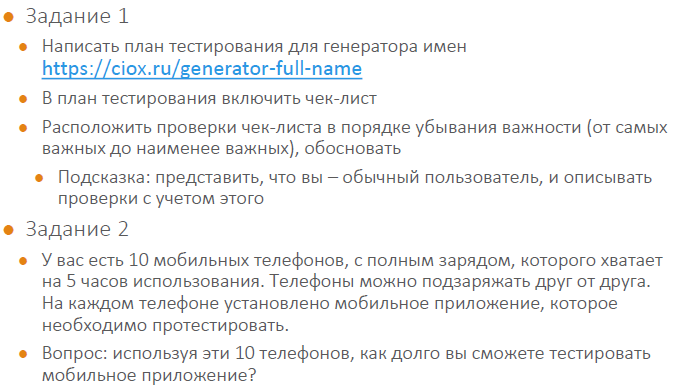 Задание 1
Написать план тестирования для генератора имен
https://ciox.ru/generator-full-name
В план тестирования включить чек-лист
Расположить проверки чек-листа в порядке убывания важности (от самых
важных до наименее важных), обосновать
Подсказка: представить, что вы – обычный пользователь, и описывать
проверки с учетом этого
Задание 2
У вас есть 10 мобильных телефонов, с полным зарядом, которого хватает
на 5 часов использования. Телефоны можно подзаряжать друг от друга.
На каждом телефоне установлено мобильное приложение, которое
необходимо протестировать.
Вопрос: используя эти 10 телефонов, как долго вы сможете тестировать
мобильное приложение?